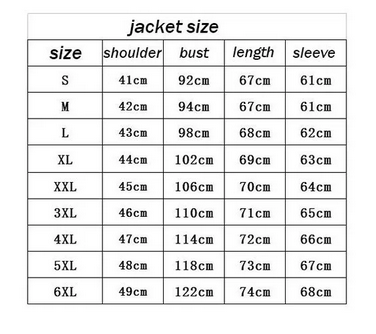 jacket size
size shoulder bust length sleeve
S 41cm 92cm 67cm 61cm
M 42cm 94cm 67cm 61cm
L 43cm 98cm 68cm 62cm
XL 44cm 102cm 69cm 63cm
XXL 45cm 106cm 70cm 64cm
3XL 46cm 110cm 71cm 65cm
4XL 47cm 114cm 72cm 66cm
5XL 48cm 118cm 73cm 67cm
6XL 49cm 122cm 74cm 68cm